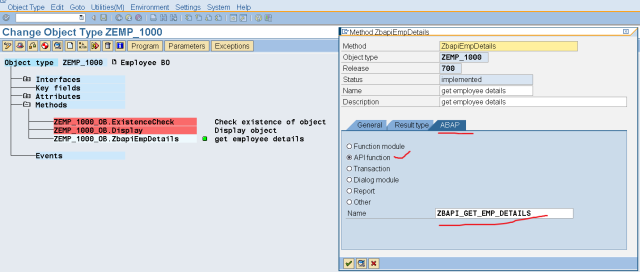 Object Type Edit Goto Utilities(M) Environment Settings System Help
Change Object Type ZEMP_1000
Program Parameters Exceptions
Object type ZEMP_1000 Employee BO
Interfaces
Key fields
Attributes
Methods
ZEMP_1000_OB.ExistenceCheck Check existence of object
ZEMP_1000_OB.Display Display object
ZEMP_1000_OB.ZbapiEmpDetails get employee details
Events
Method ZbapiEmpDetails
Method ZbapiEmpDetails
Object type ZEMP_1000
Release 700
Status implemented
Name get employee details
Description get employee details
General Result type ABAP
Function module
API function
Transaction
Dialog module
Report
Other
Name ZBAPI_GET_EMP_DETAILS